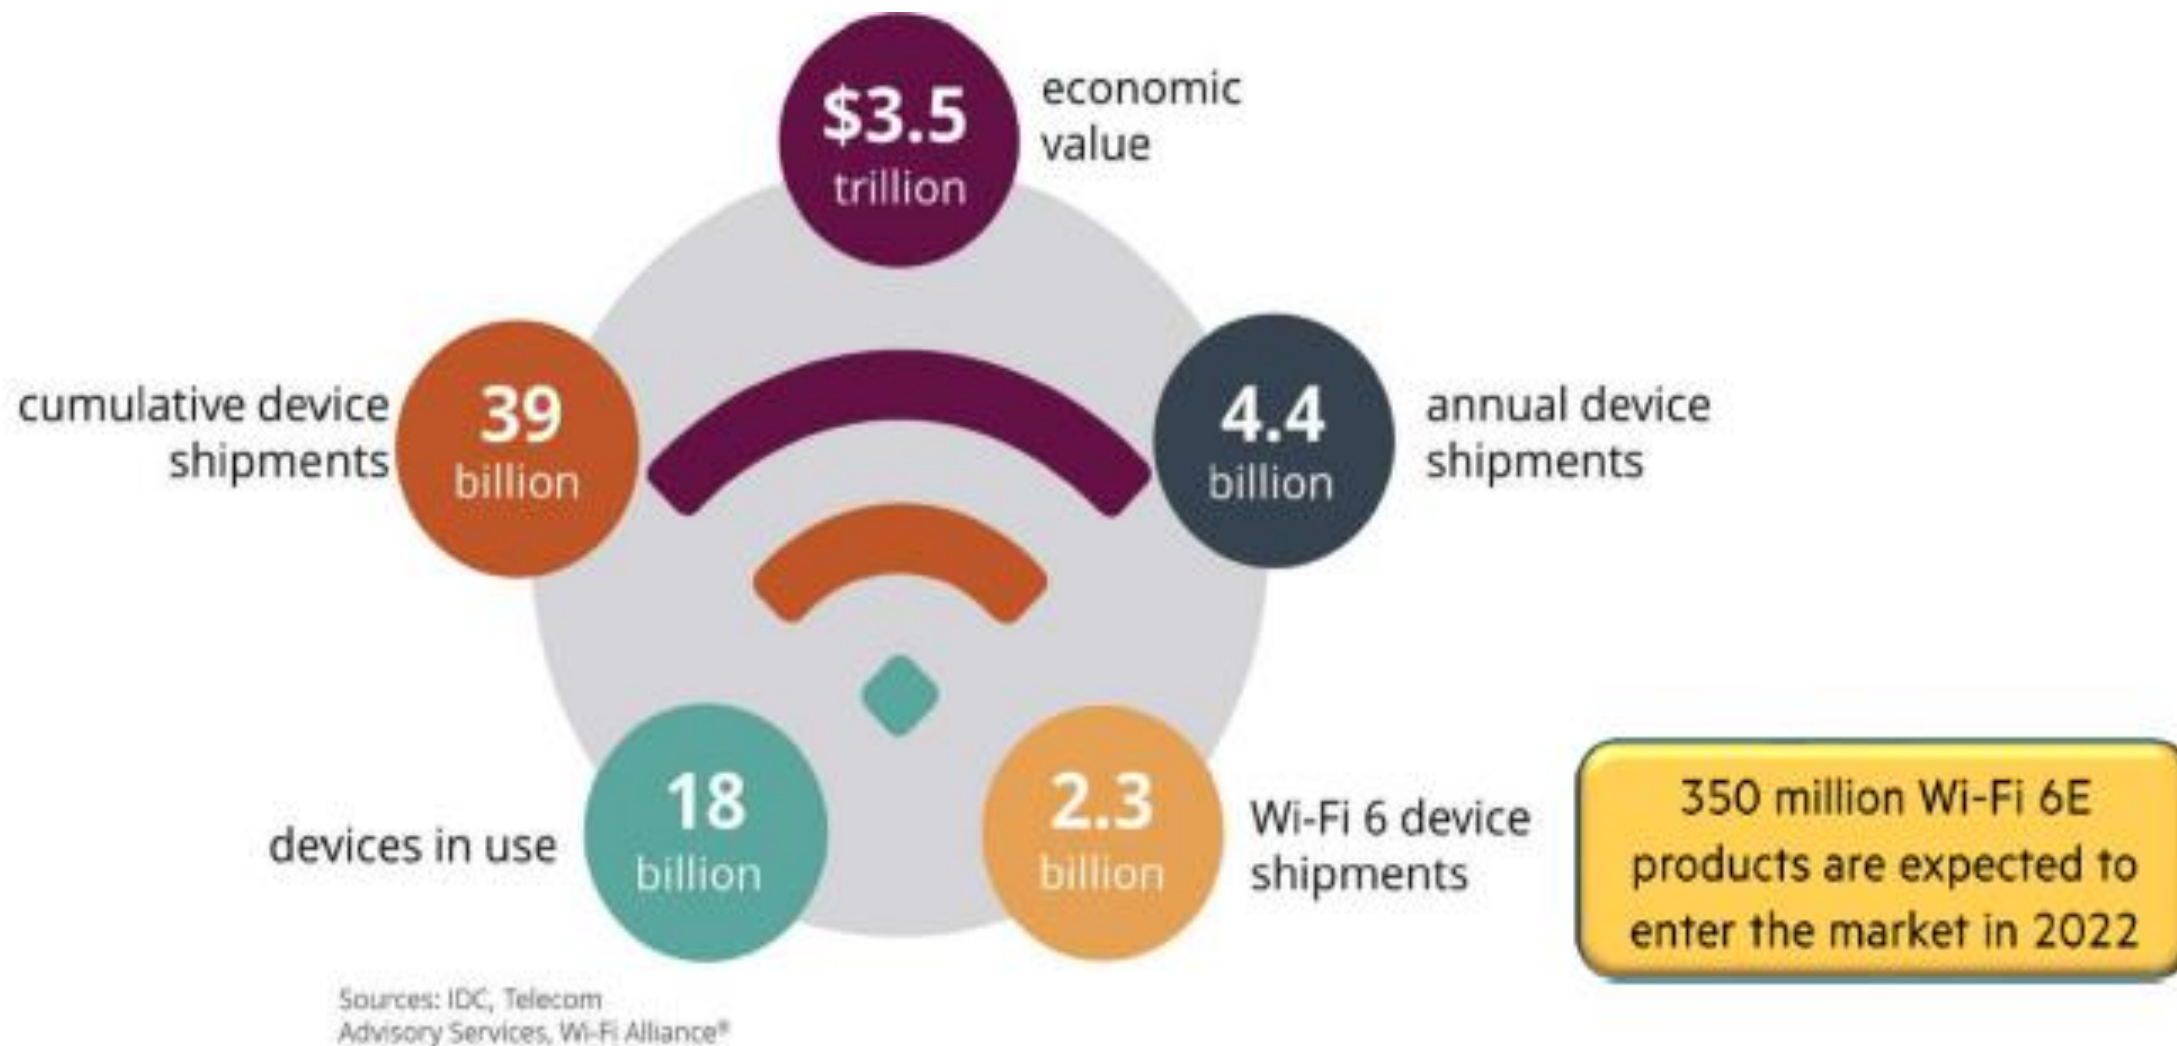 $3.5
trillion
economic
value
cumulative device
shipments
39
billion
4.4
billion
annual device
shipments
devices in use
18
billion
2.3
billion
Wi-Fi 6 device
shipments
350 million Wi-Fi 6E
products are expected to
enter the market in 2022
Sources: IDC, Telecom
Advisory Services, Wi-Fi Alliance®